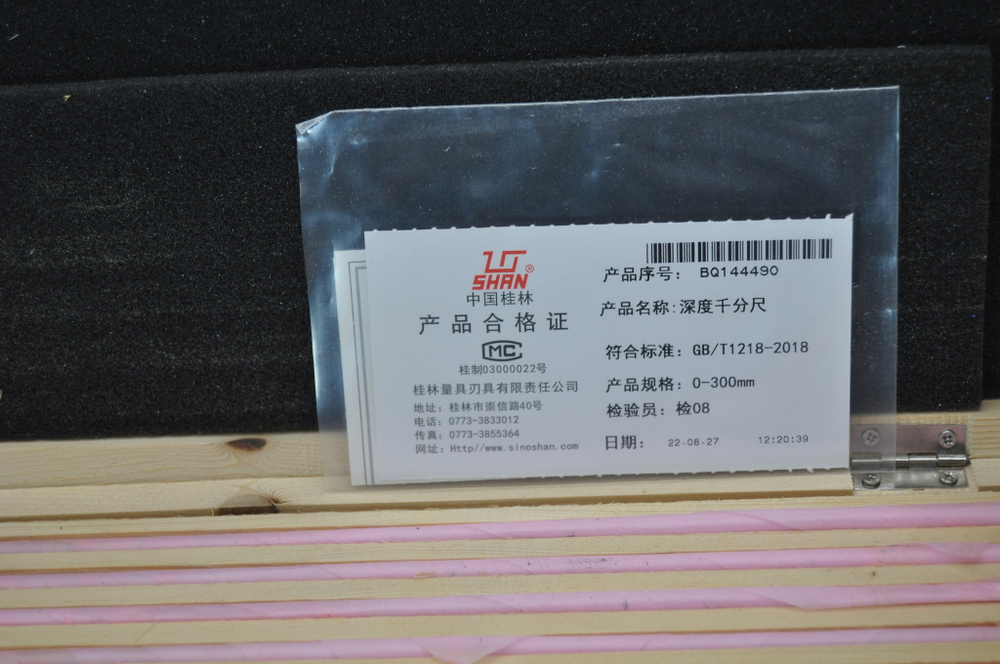 SHAN®
中国桂林
产品合格证
MC
桂制03000022号
桂林量具刃具有限责任公司
地址：桂林市崇信路40号
电话：0773-3833012
传真：0773-3855364
网址：Http//www.sinoshan.com
产品序号： BQ144490
产品名称:深度千分尺
符合标准：GB/T1218-2018
产品规格：0-300mm
检验员：检08
日期： 22-08-27 12:20:39